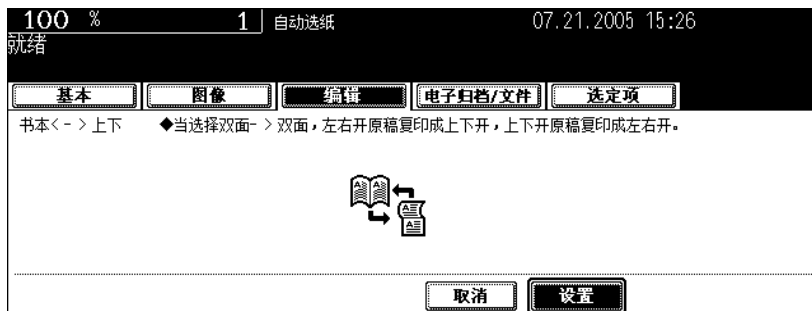 100 % 1 自动选纸 07.21.2005 15:26
就绪
基本 图像 编辑 电子归档/文件 选定项
书本< - >上下 ◆当选择双面- >双面，左右开原稿复印成上下开，上下开原稿复印成左右开。
取消 设置